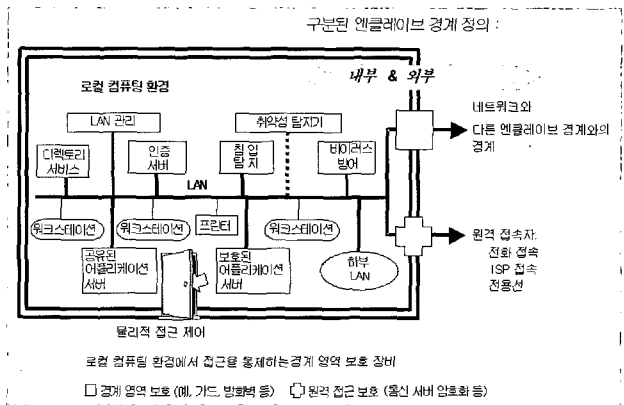 구분된 엔클레이브 경계 정의 :
내부 & 외부
로컬 컴퓨팅 환경
LAN 관리
취약성 탐지기
네트워크와
다른 엔클레이브 경계와의
경계
디렉토리
서비스
인증
서버
침입
탐지
바이러스
방어
LAN
워크스테이션
워크스테이션
프린터
워크스테이션
공유된
어플리케이션
서버
보호된
어플리케이션
서버
하부
LAN
원격 접속자,
전화 접속
ISP 접속
전용선
물리적 접근 제어
로컬 컴퓨팅 환경에서 접근을 통제하는경계 영역 보호 장비
경계 영역 보호 (예, 가드, 방화벽 등)
원격 접근 보호 (통신 서버 암호화 등)